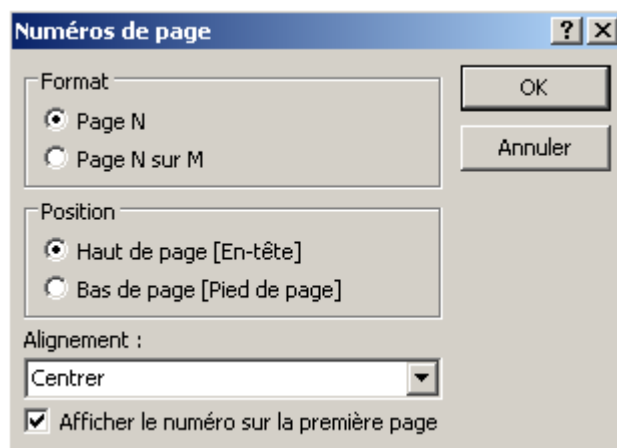 Numéros de page
Format
Page N
Page N sur M
OK
Annuler
Position
Haut de page [En-tête]
Bas de page [Pied de page]
Alignement :
Centrer
Afficher le numéro sur la première page